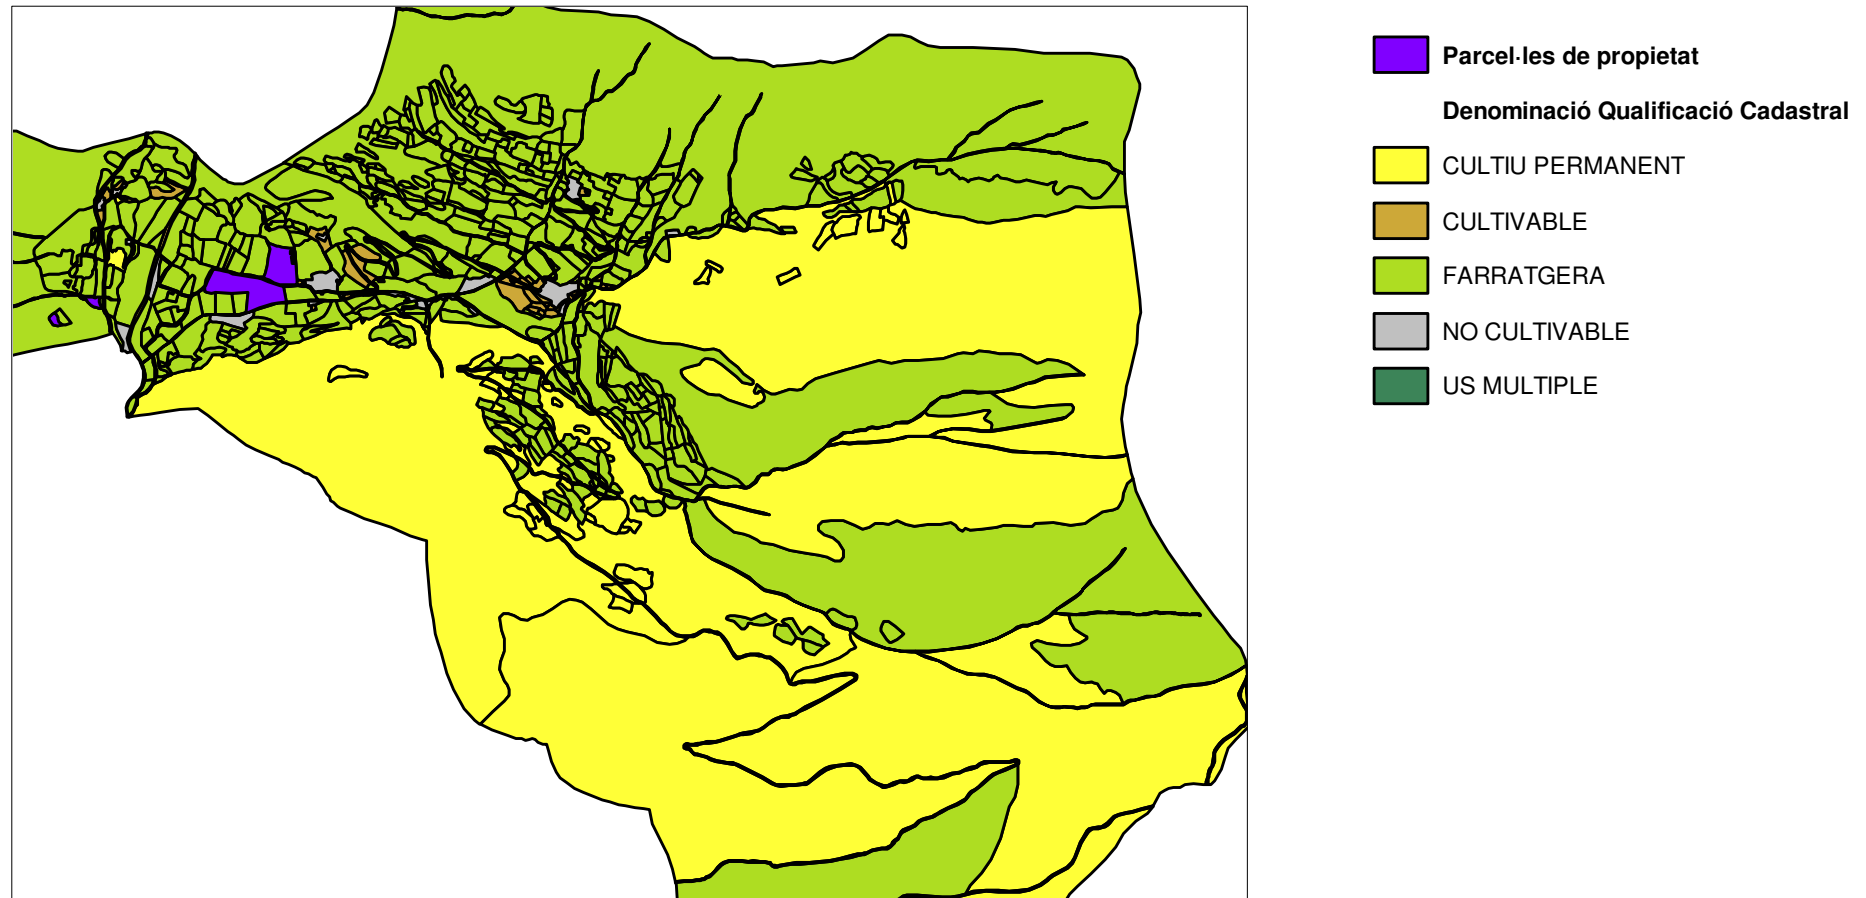 Parcel·les de propietat
Denominació Qualificació Cadastral
CULTIU PERMANENT
CULTIVABLE
FARRATGERA
NO CULTIVABLE
US MULTIPLE